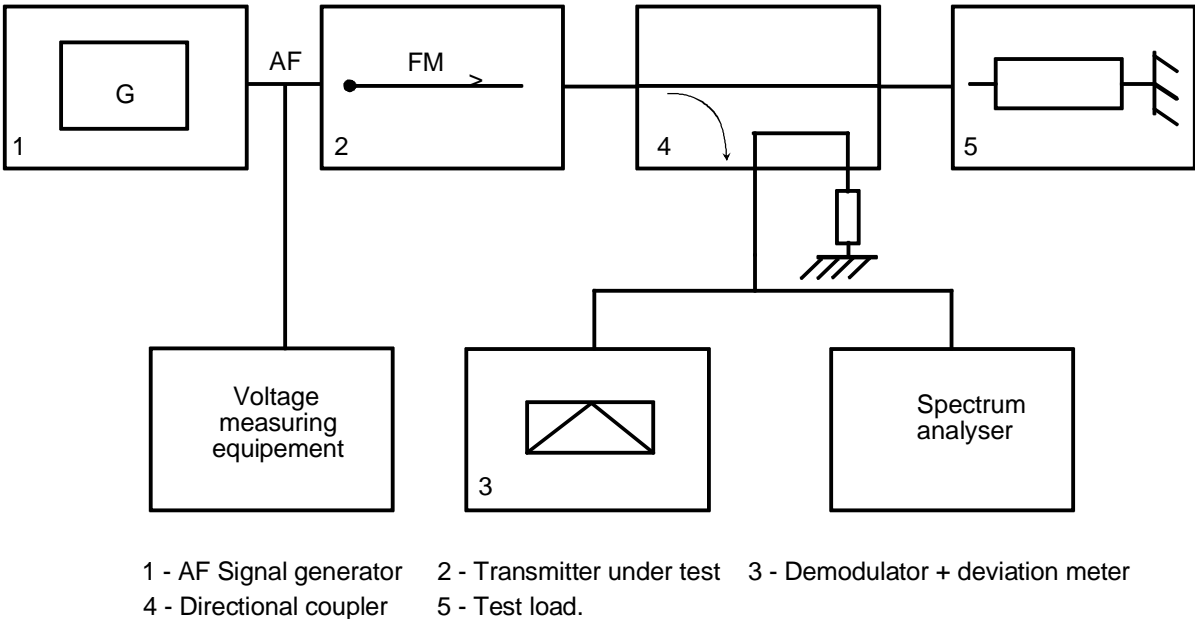 AF
FM
G
1
2
4
5
Voltage
measuring
equipement
Spectrum
analyser
3
1 - AF Signal generator 2 - Transmitter under test 3 - Demodulator + deviation meter
4 - Directional coupler 5 - Test load.